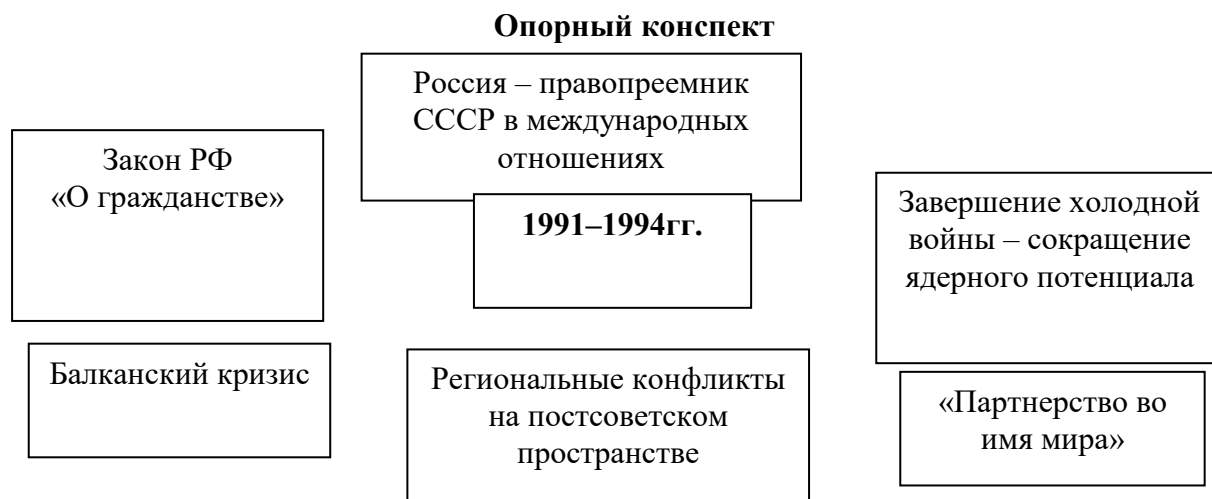 Опорный конспект
Россия – правопреемник
СССР в международных
отношениях
Закон РФ
«О гражданстве»
1991–1994гг.
Завершение холодной
войны – сокращение
ядерного потенциала
Балканский кризис
Региональные конфликты
на постсоветском
пространстве
«Партнерство во
имя мира»